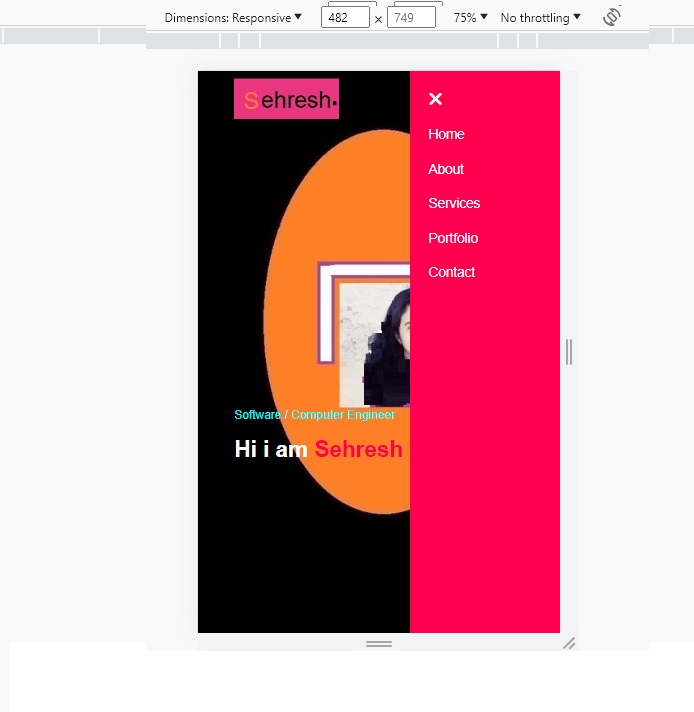 Dimensions: Responsive ▼ 482 × 749 75% ▼ No throttling ▼
Sehresh.
×
Home
About
Services
Portfolio
Contact
Software / Computer Engineer
Hi i am Sehresh